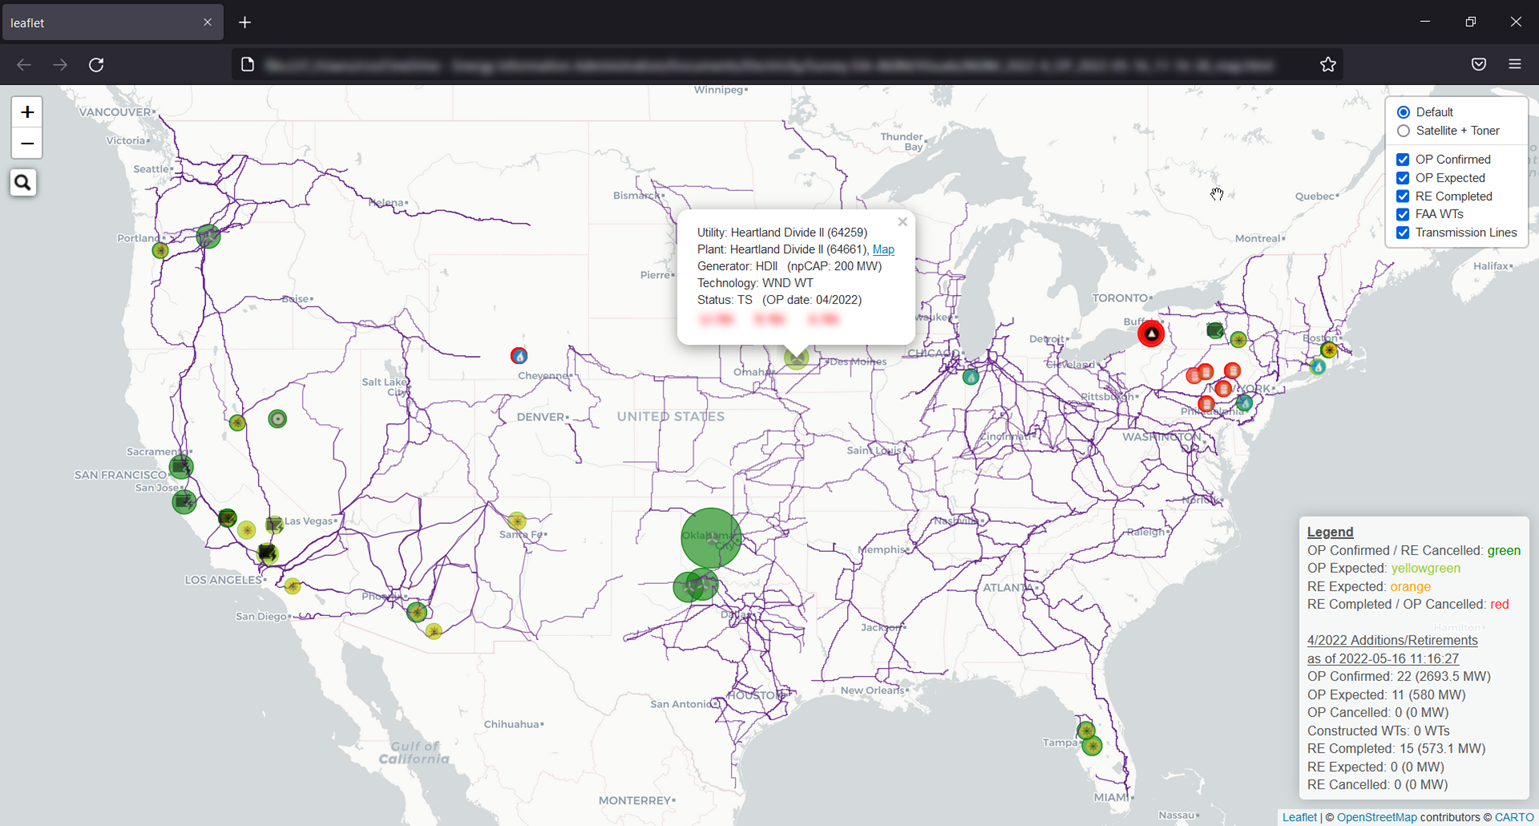 leaflet
Default
Satellite + Toner
OP Confirmed
OP Expected
RE Completed
FAA WTs
Transmission Lines
+
−
Winnipeg
VANCOUVER
Victoria
Seattle
Thunder
Bay
Quebec
Helena
Bismarck
Portland
Montreal
Halifax
Pierre
Boise
TORONTO
Utility: Heartland Divide II (64259)
Plant: Heartland Divide II (64661), Map
Generator: HDII (npCAP: 200 MW)
Technology: WND WT
Status: TS (OP date: 04/2022)
Detroit
Boston
CHICAGO
Cleveland
Des Moines
Omaha
Cheyenne
Salt Lake
City
Pittsburgh
Philadelphia
DENVER
UNITED STATES
Cincinnati
WASHINGTON
Sacramento
SAN FRANCISCO
San Jose
Saint Louis
Norfolk
Las Vegas
Santa Fe
Oklahoma
City
Nashville
Raleigh
Memphis
LOS ANGELES
Phoenix
ATLANTA
San Diego
Dallas
Jackson
HOUSTON
New Orleans
San Antonio
Chihuahua
Gulf of
California
Tampa
MONTERREY
MIAMI
Nassau
Legend
OP Confirmed / RE Cancelled: green
OP Expected: yellowgreen
RE Expected: orange
RE Completed / OP Cancelled: red
4/2022 Additions/Retirements
as of 2022-05-16 11:16:27
OP Confirmed: 22 (2693.5 MW)
OP Expected: 11 (580 MW)
OP Cancelled: 0 (0 MW)
Constructed WTs: 0 WTs
RE Completed: 15 (573.1 MW)
RE Expected: 0 (0 MW)
RE Cancelled: 0 (0 MW)
Leaflet | © OpenStreetMap contributors © CARTO